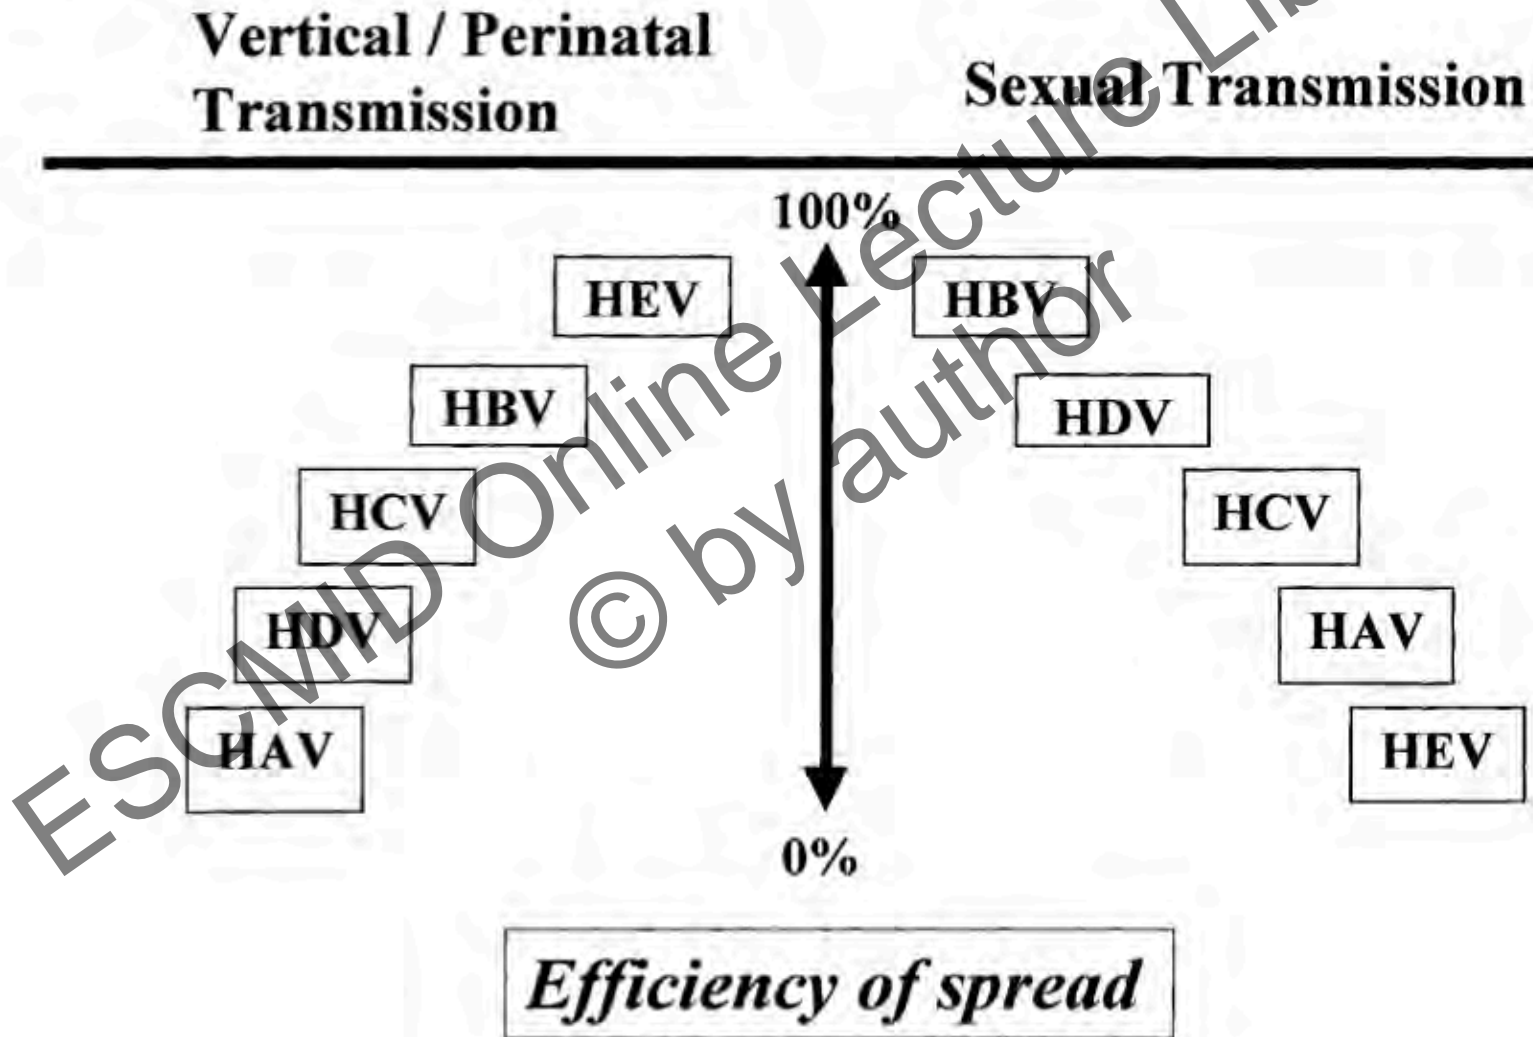 Vertical / Perinatal
Transmission
Sexual Transmission
100%
HEV
HBV
HBV
HDV
HCV
HCV
HDV
HAV
HAV
HEV
0%
Efficiency of spread
ESCMID Online Lecture Lib
© by author